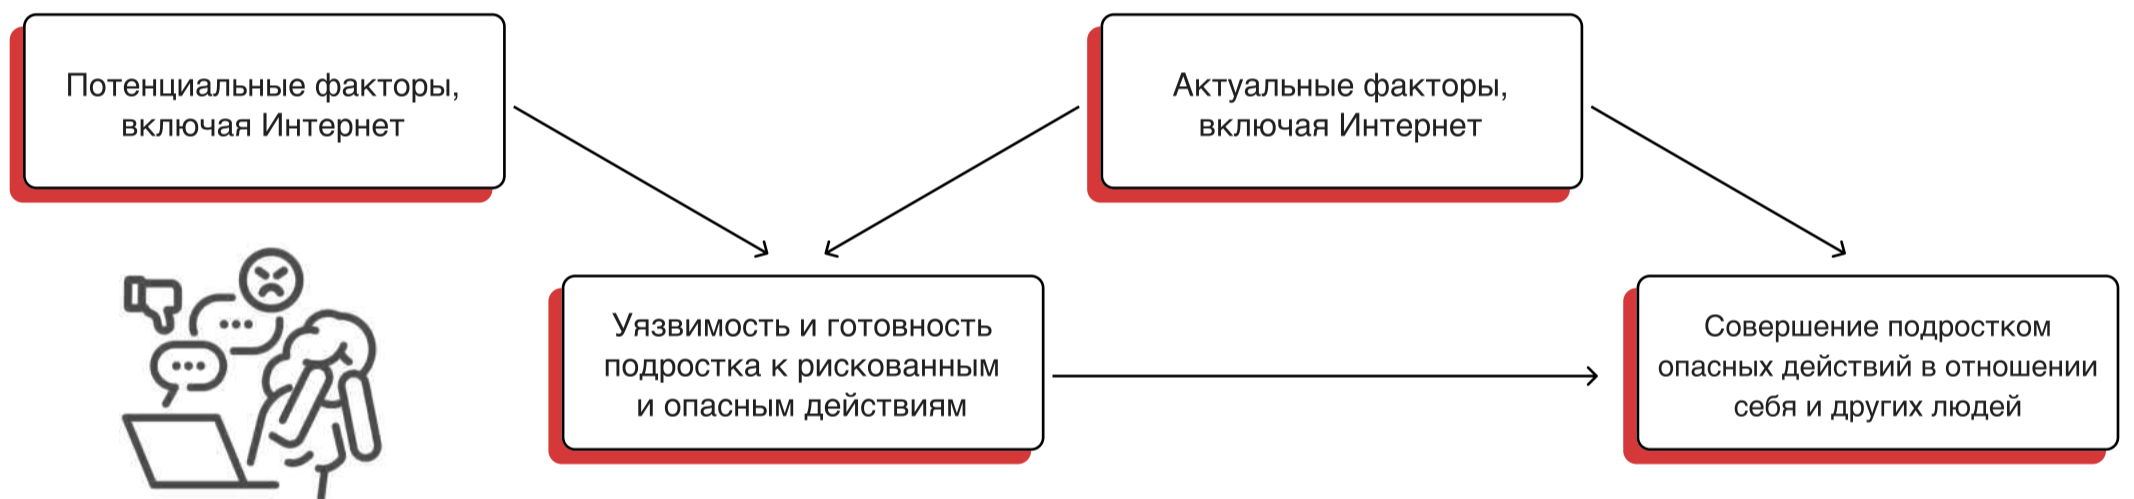 Потенциальные факторы,
включая Интернет
Актуальные факторы,
включая Интернет
Уязвимость и готовность
подростка к рискованным
и опасным действиям
Совершение подростком
опасных действий в отношении
себя и других людей